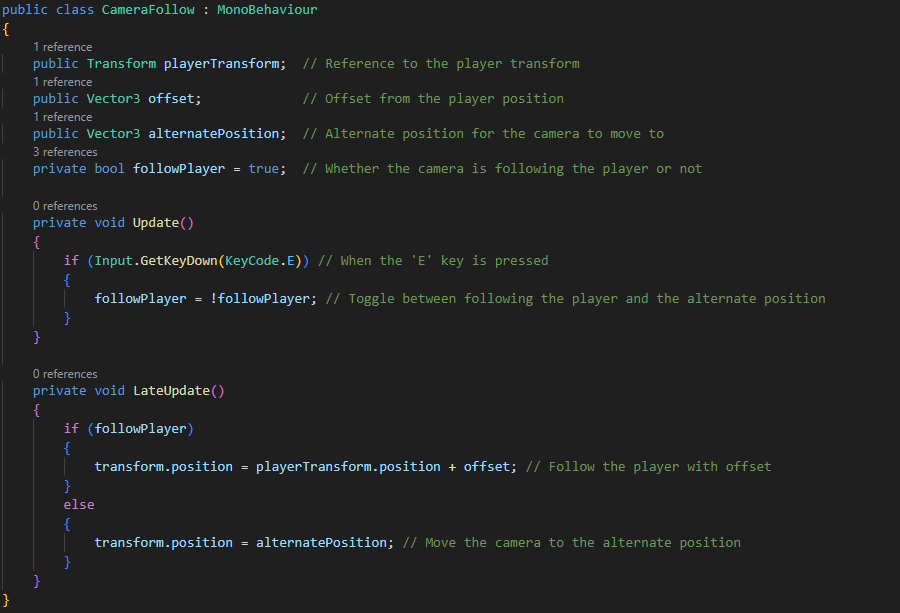 public class CameraFollow : MonoBehaviour
{
1 reference
public Transform playerTransform;  // Reference to the player transform
1 reference
public Vector3 offset;             // Offset from the player position
1 reference
public Vector3 alternatePosition;  // Alternate position for the camera to move to
3 references
private bool followPlayer = true;  // Whether the camera is following the player or not
0 references
private void Update()
{
if (Input.GetKeyDown(KeyCode.E)) // When the 'E' key is pressed
{
followPlayer = !followPlayer; // Toggle between following the player and the alternate position
}
}
0 references
private void LateUpdate()
{
if (followPlayer)
{
transform.position = playerTransform.position + offset; // Follow the player with offset
}
else
{
transform.position = alternatePosition; // Move the camera to the alternate position
}
}
}